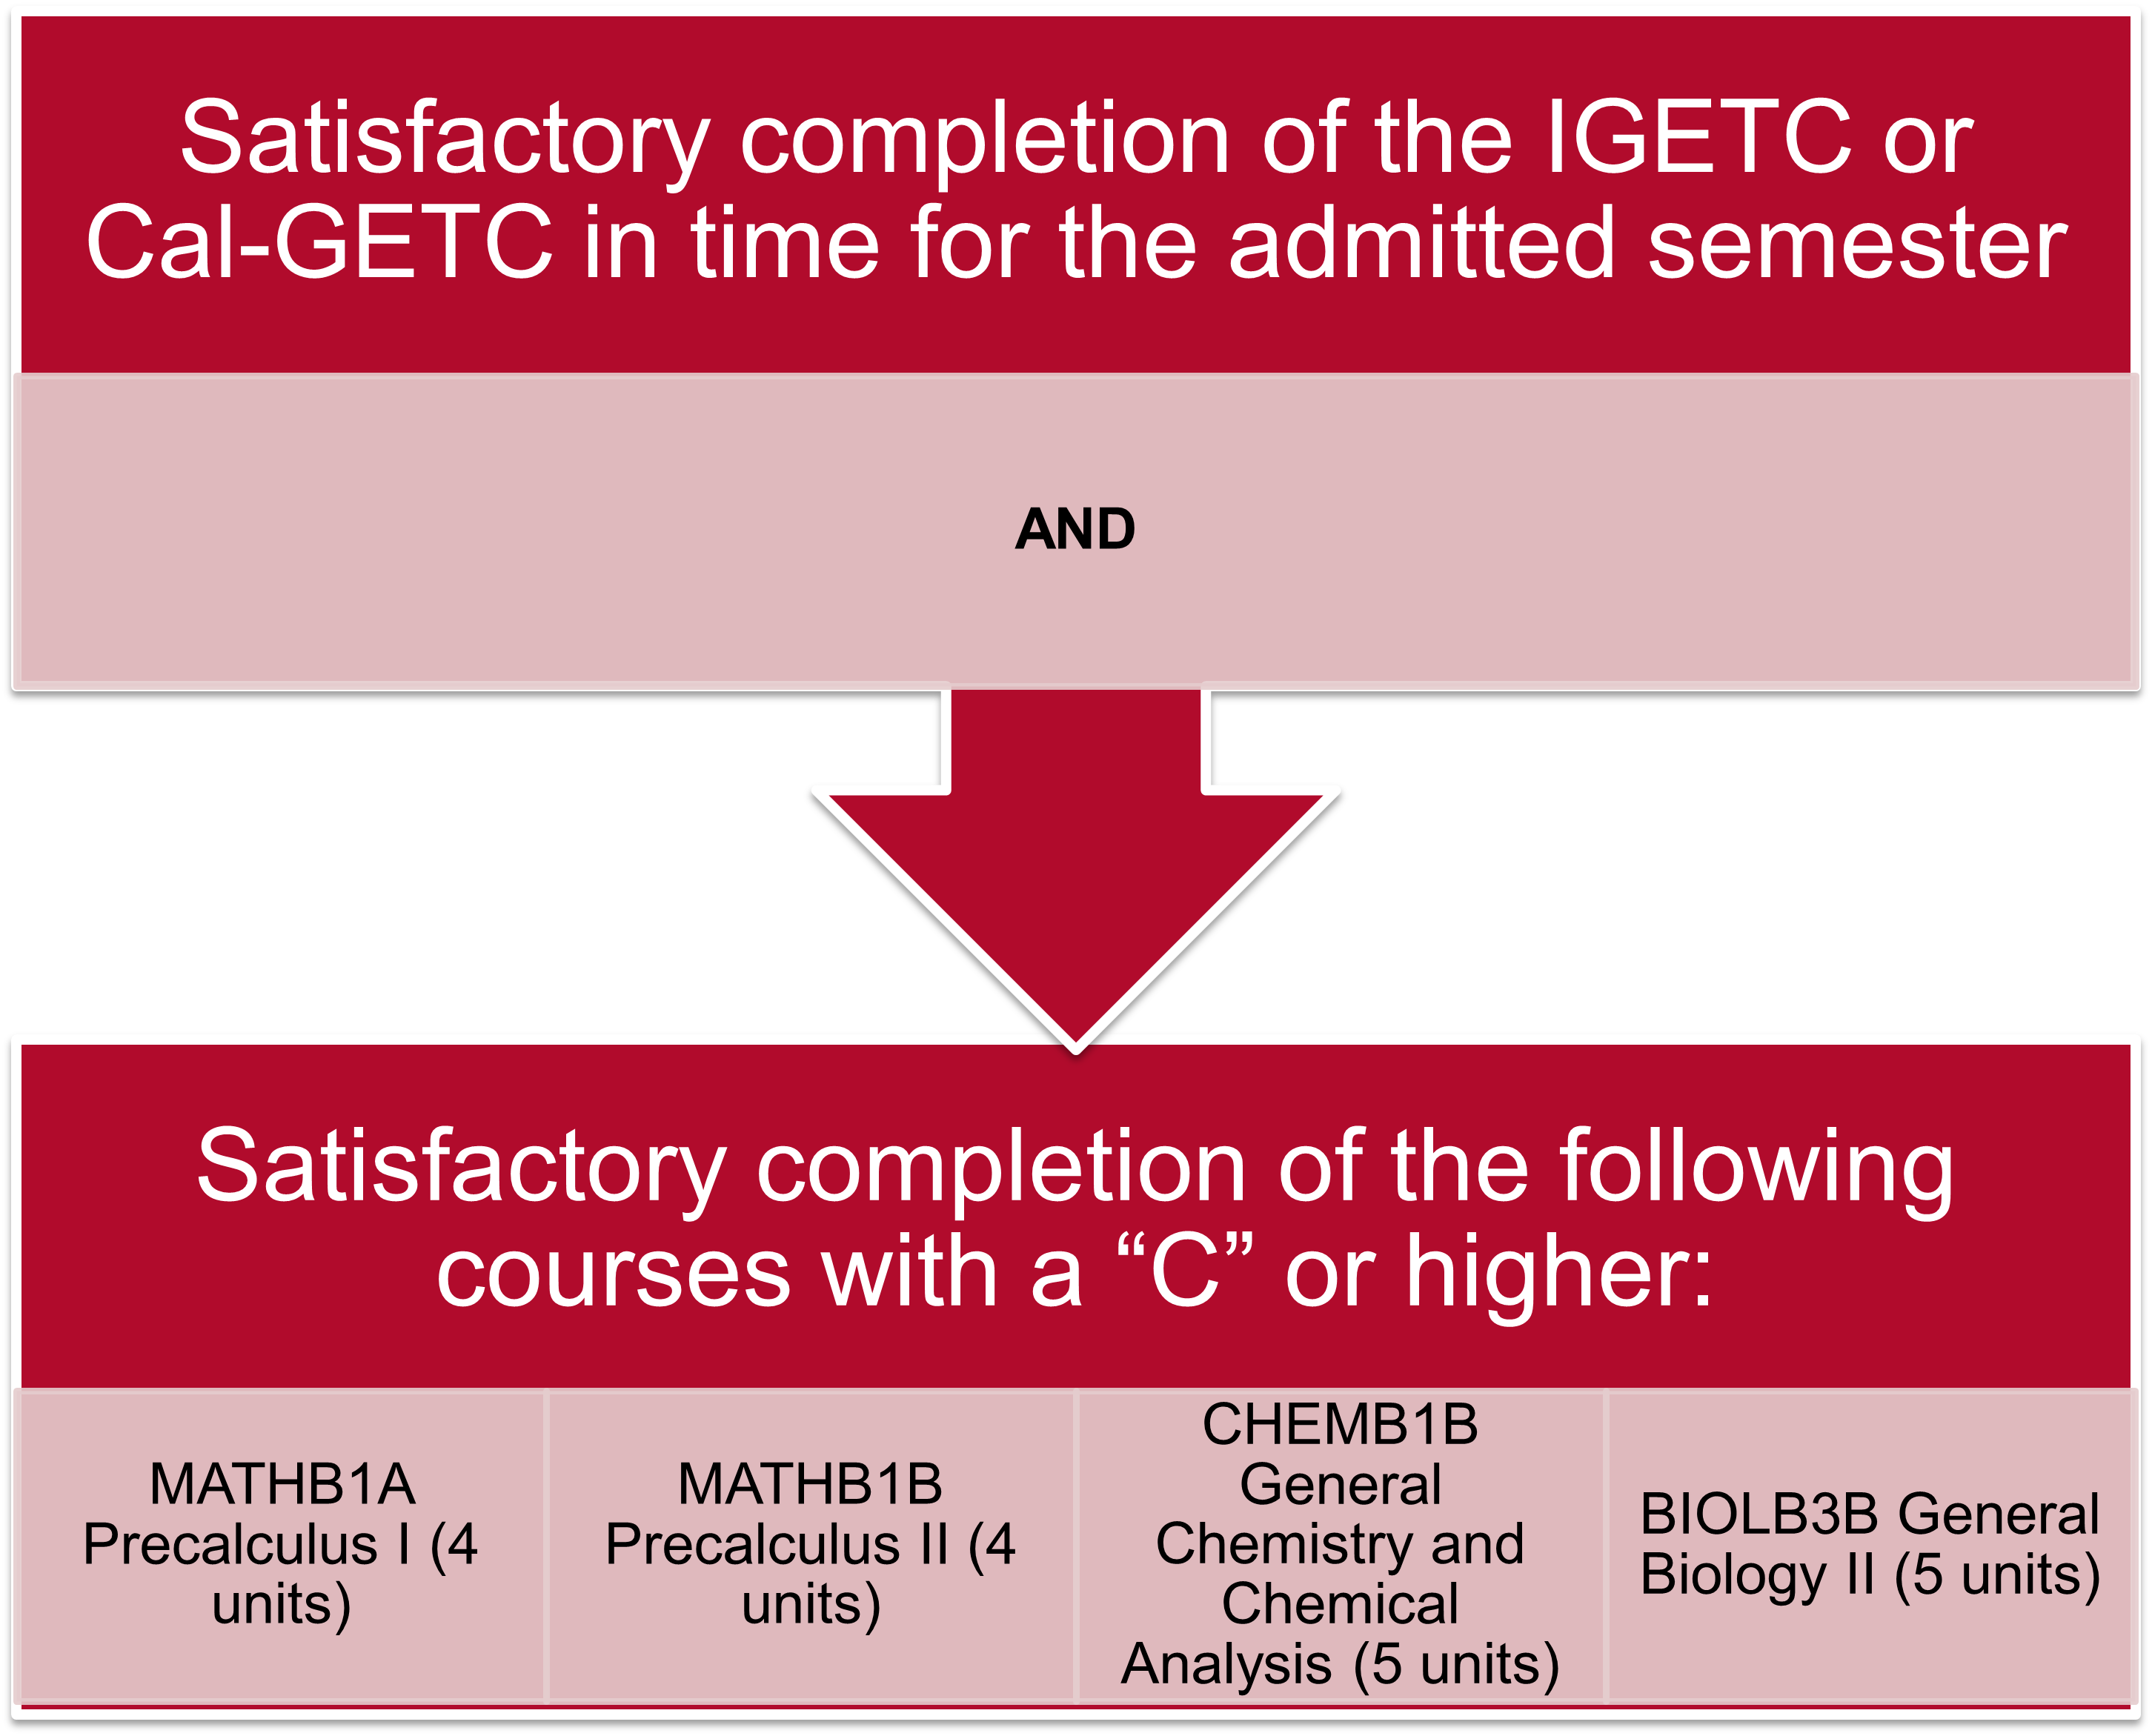 Satisfactory completion of the IGETC or
Cal-GETC in time for the admitted semester
AND
Satisfactory completion of the following
courses with a “C” or higher:
MATHB1A
Precalculus I (4
units)
MATHB1B
Precalculus II (4
units)
CHEMB1B
General
Chemistry and
Chemical
Analysis (5 units)
BIOLB3B General
Biology II (5 units)